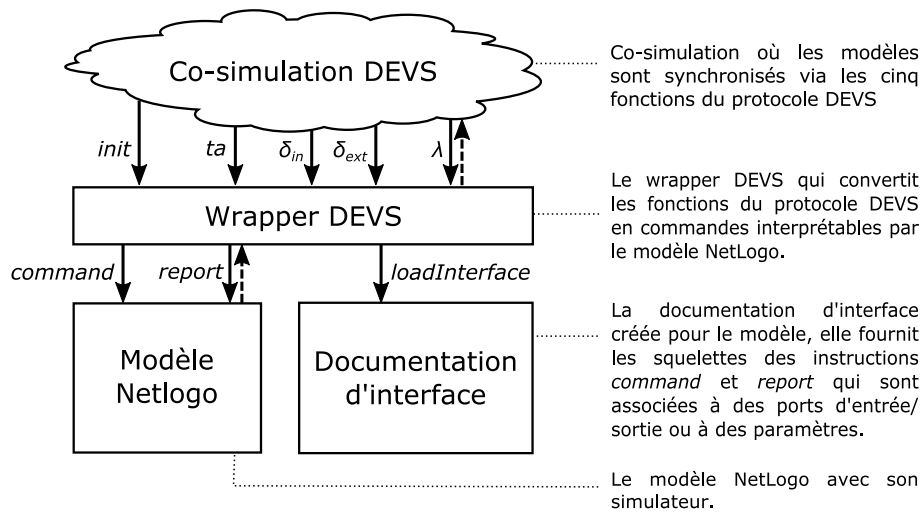 Co-simulation DEVS
Co-simulation où les modèles
sont synchronisés via les cinq
fonctions du protocole DEVS
init
ta
δin
δext
λ
Wrapper DEVS
Le wrapper DEVS qui convertit
les fonctions du protocole DEVS
en commandes interprétables par
le modèle NetLogo.
command
report
loadInterface
Modèle
Netlogo
Documentation
d'interface
La documentation d'interface
créée pour le modèle, elle fournit
les squelettes des instructions
command et report qui sont
associées à des ports d'entrée/
sortie ou à des paramètres.
Le modèle NetLogo avec son
simulateur.